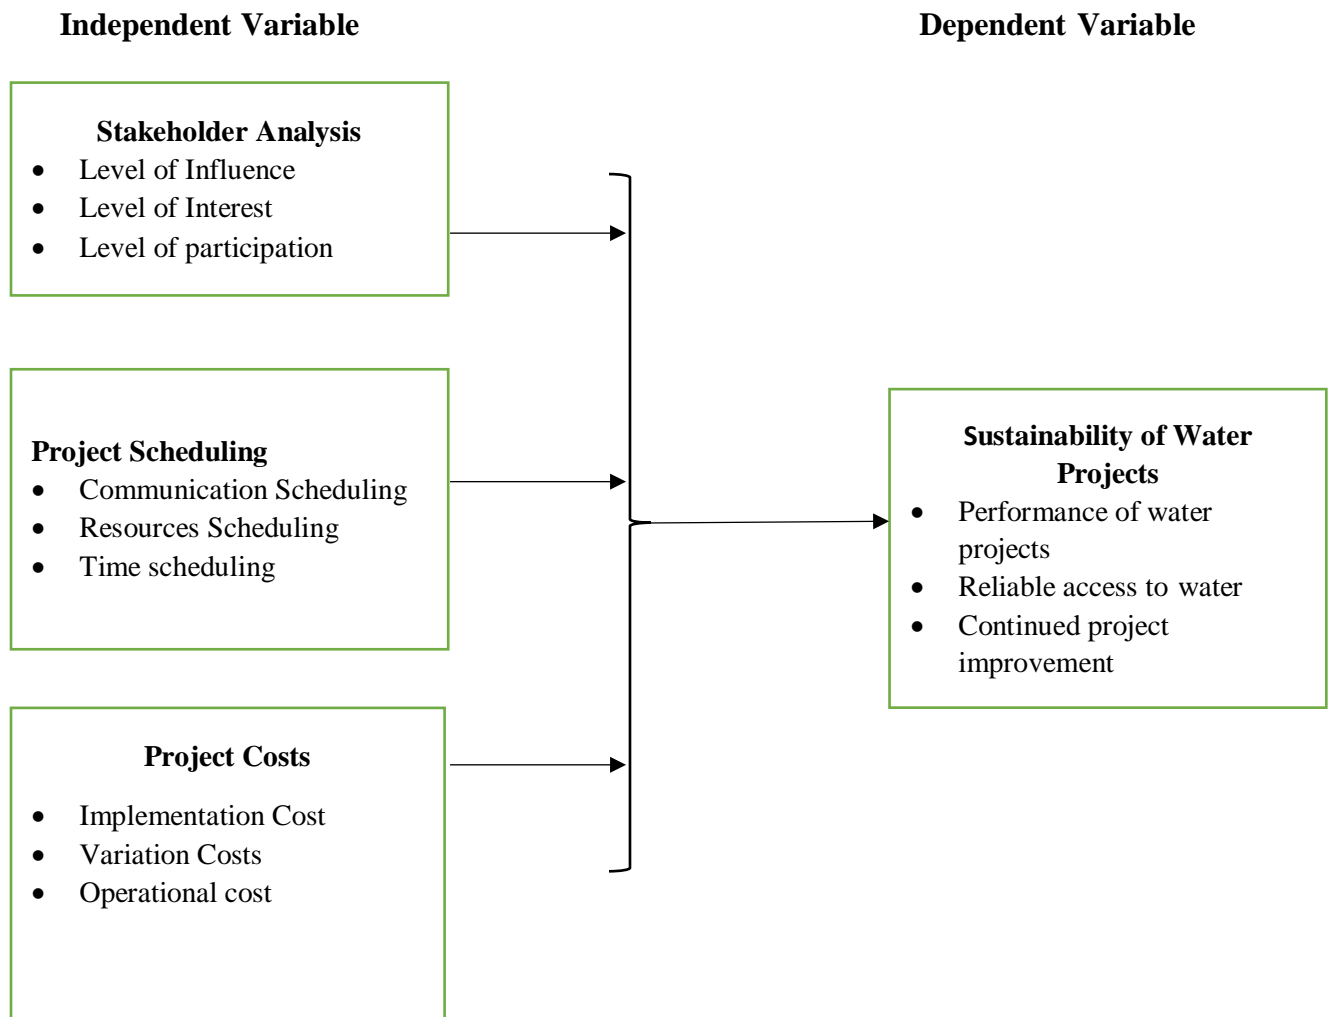 Independent Variable
Dependent Variable
Stakeholder Analysis
• Level of Influence
• Level of Interest
• Level of participation
Project Scheduling
• Communication Scheduling
• Resources Scheduling
• Time scheduling
Project Costs
• Implementation Cost
• Variation Costs
• Operational cost
Sustainability of Water
Projects
• Performance of water
projects
• Reliable access to water
• Continued project
improvement